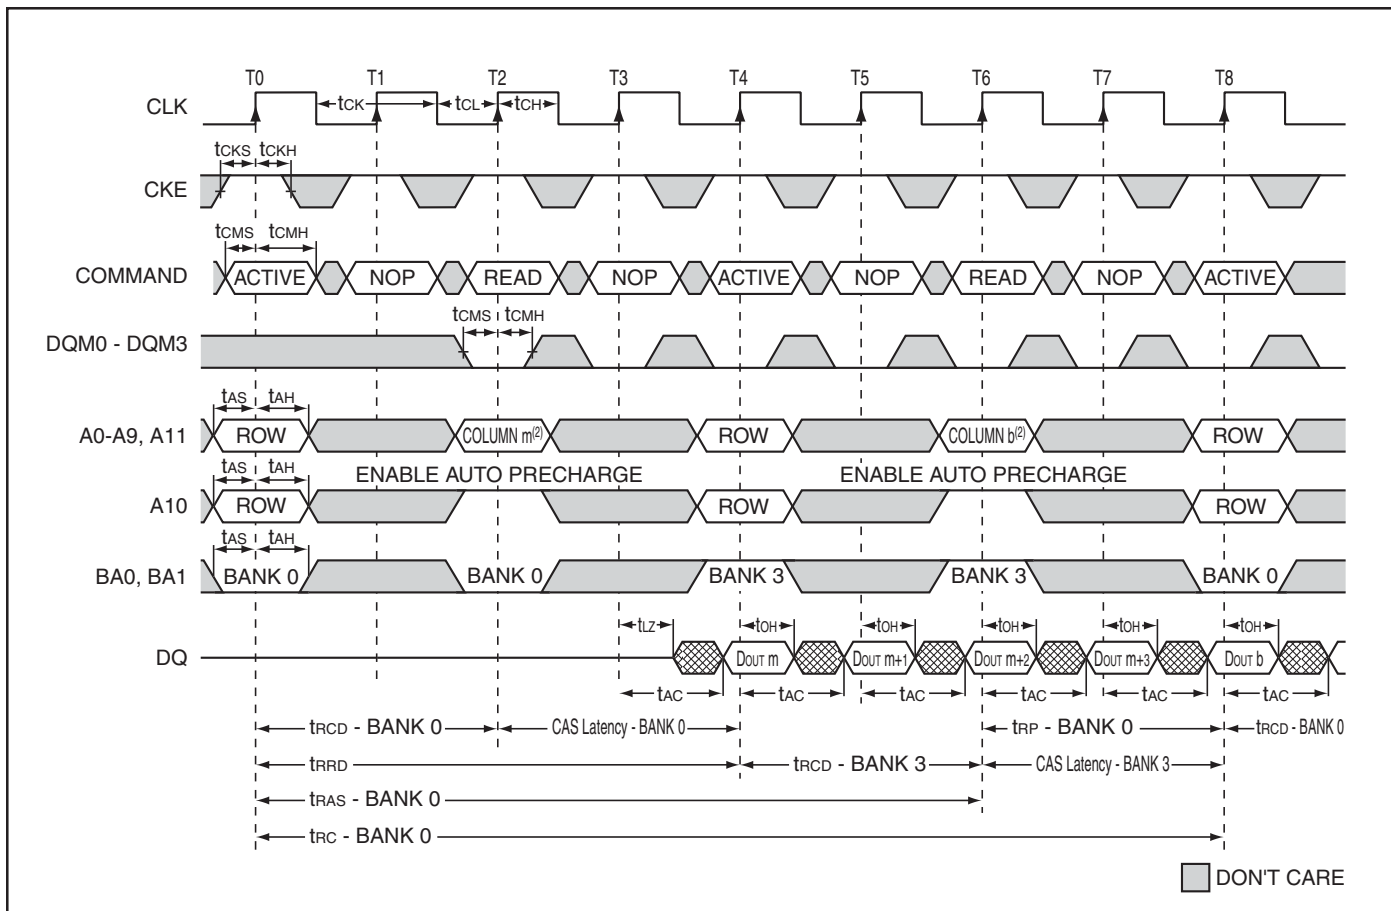 T0 T1 T2 T3 T4 T5 T6 T7 T8
CLK tCK tCL tCH
tCKS tCKH
CKE
tCMS tCMH
COMMAND ACTIVE NOP READ NOP ACTIVE NOP READ NOP ACTIVE
tCMS tCMH
DQM0 - DQM3
tAS tAH
A0-A9, A11 ROW COLUMN m(2) ROW COLUMN b(2) ROW
tAS tAH ENABLE AUTO PRECHARGE ENABLE AUTO PRECHARGE
A10 ROW ROW ROW
tAS tAH
BA0, BA1 BANK 0 BANK 0 BANK 3 BANK 3 BANK 0
tLZ tOH tOH tOH tOH tOH
DQ DOUT m DOUT m+1 DOUT m+2 DOUT m+3 DOUT b
tAC tAC tAC tAC tAC tAC
tRCD - BANK 0 CAS Latency - BANK 0 tRP - BANK 0 tRCD - BANK 0
tRRD tRCD - BANK 3 CAS Latency - BANK 3
tRAS - BANK 0
tRC - BANK 0
DON'T CARE